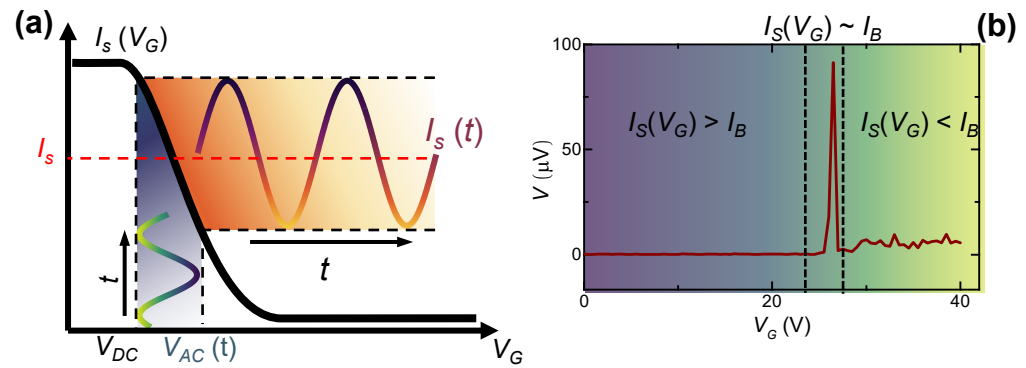 (a)
I_s (V_G)
I_s
I_s (t)
t
t
V_DC
V_AC (t)
V_G
(b)
I_S(V_G) ~ I_B
I_S(V_G) > I_B
I_S(V_G) < I_B
100
50
0
V (µV)
0
20
40
V_G (V)